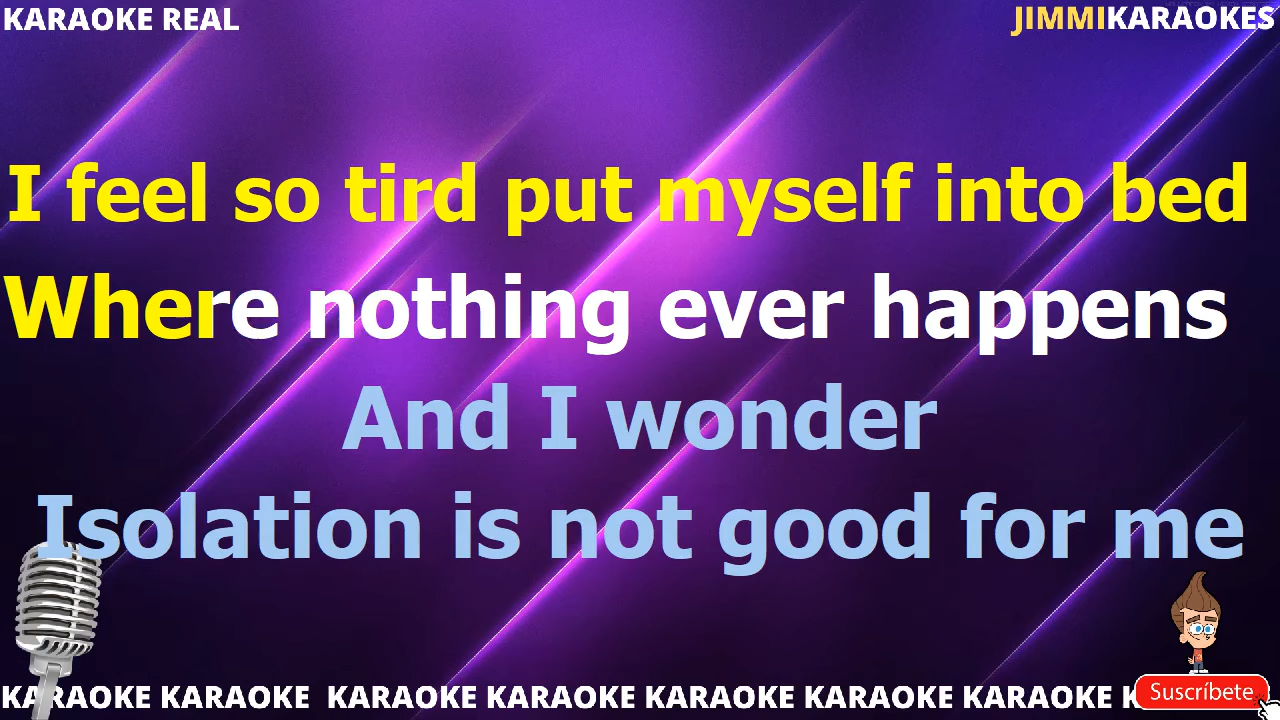 KARAOKE REAL
JIMMIKARAOKES
I feel so tird put myself into bed
Where nothing ever happens
And I wonder
Isolation is not good for me
KARAOKE KARAOKE KARAOKE KARAOKE KARAOKE KARAOKE KARAOKE K
Suscríbete